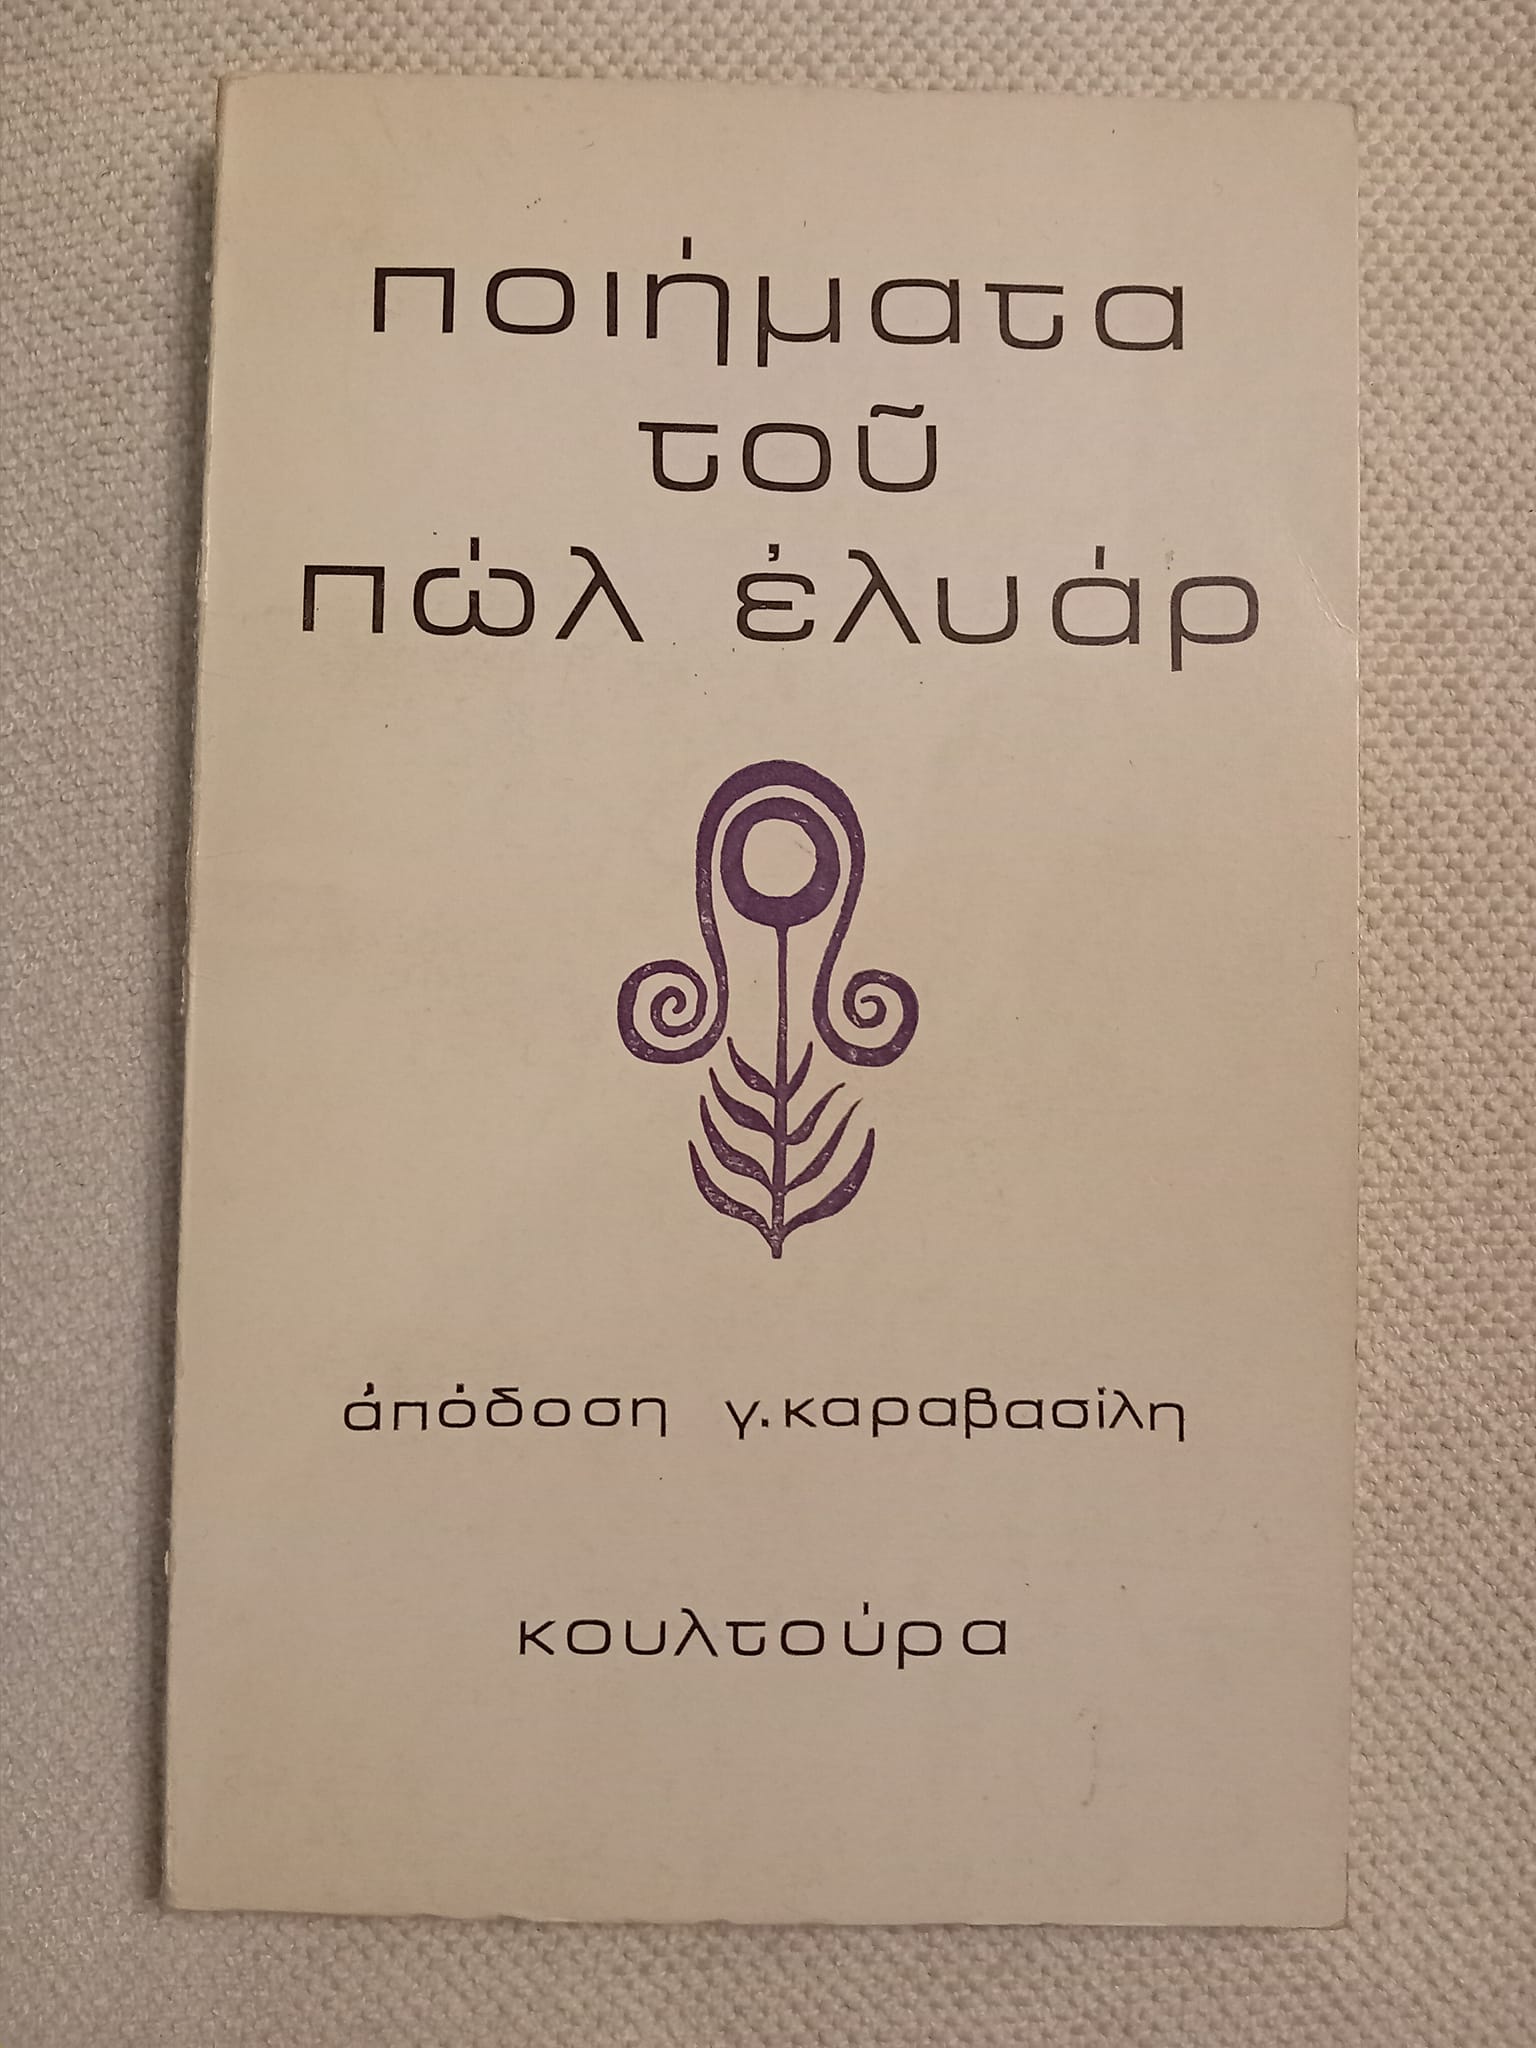 ποιήματα
τοῦ
πώλ ἐλυάρ
ἀπόδοση γ. καραβασίλη
κουλτούρα